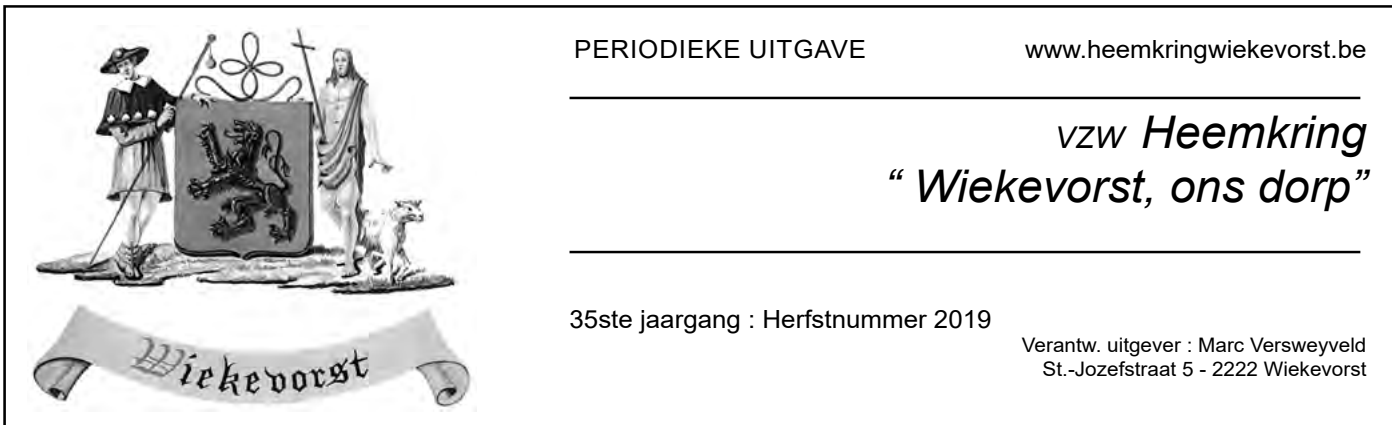 PERIODIEKE UITGAVE www.heemkringwiekevorst.be
vzw Heemkring
“ Wiekevorst, ons dorp”
35ste jaargang : Herfstnummer 2019
Verantw. uitgever : Marc Versweyveld
St.-Jozefstraat 5 - 2222 Wiekevorst
Wiekevorst